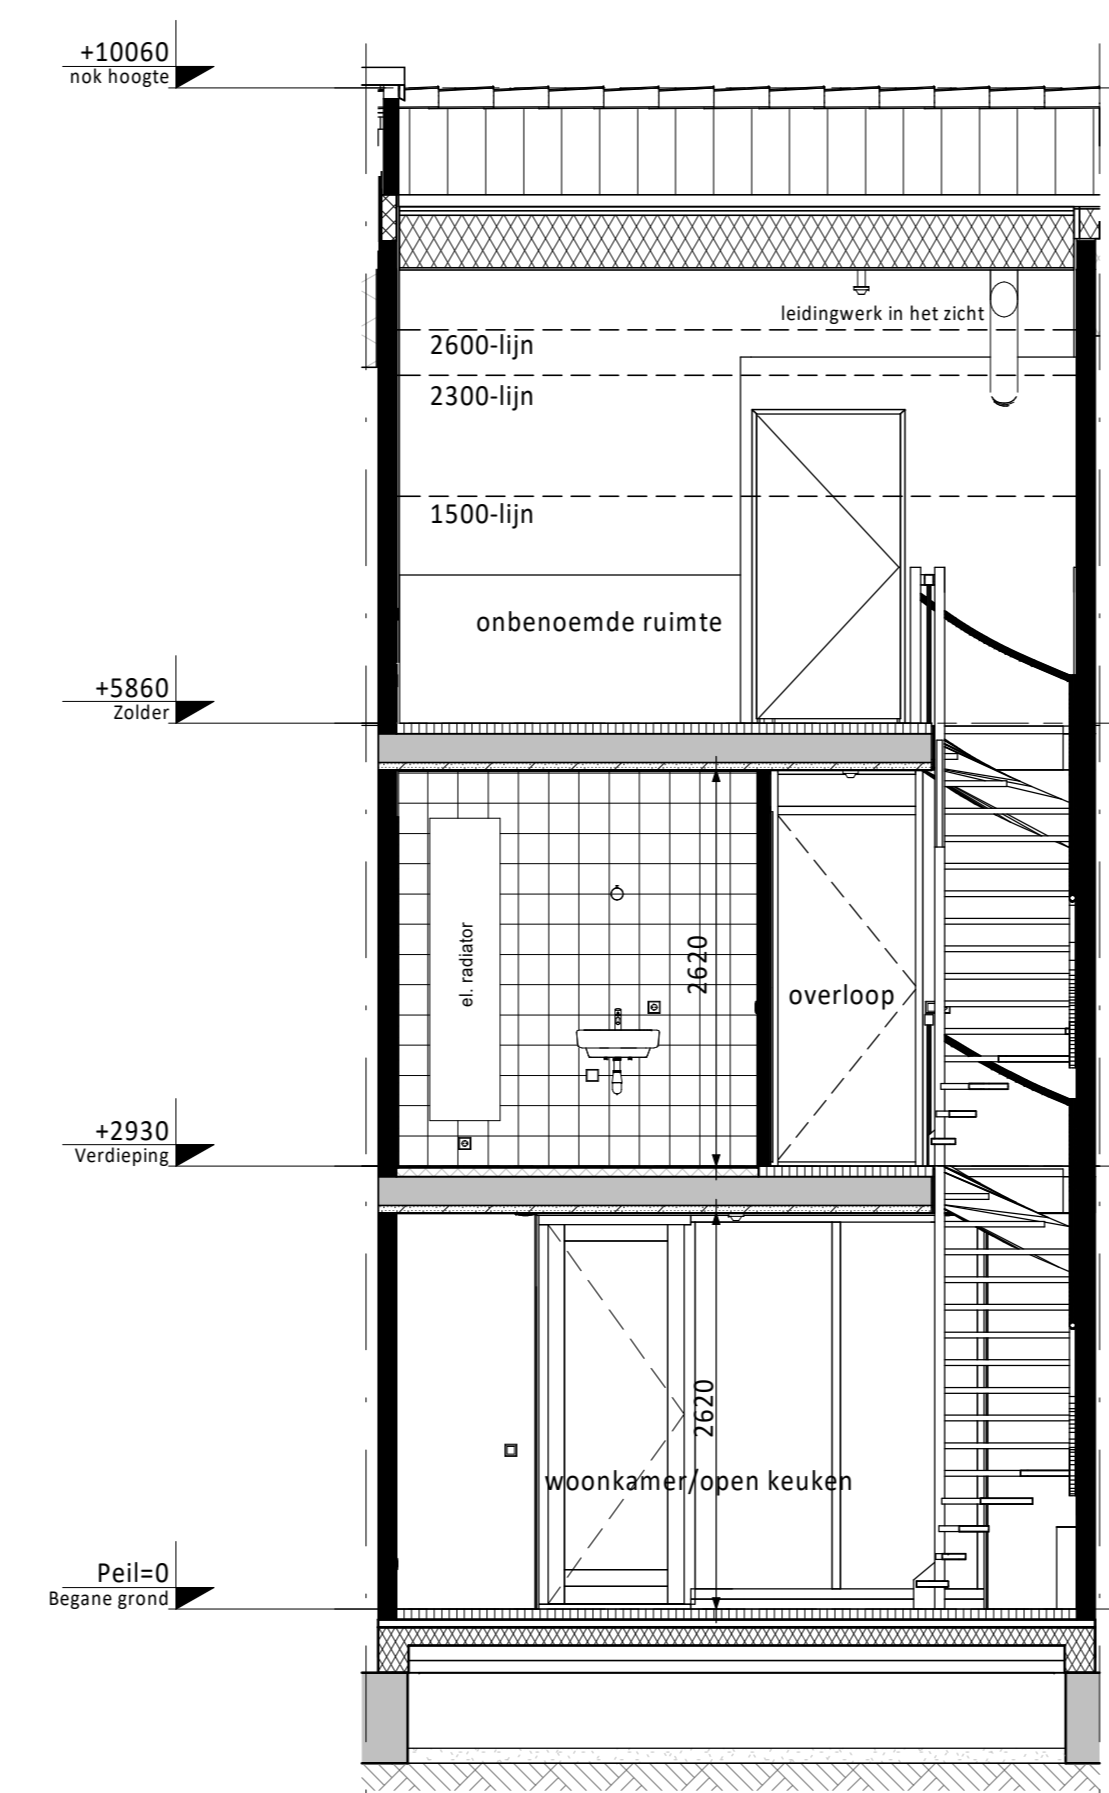 +10060
nok hoogte
leidingwerk in het zicht
2600-lijn
2300-lijn
1500-lijn
onbenoemde ruimte
+5860
Zolder
el. radiator
2620
overloop
+2930
Verdieping
2620
woonkamer/open keuken
Peil=0
Begane grond